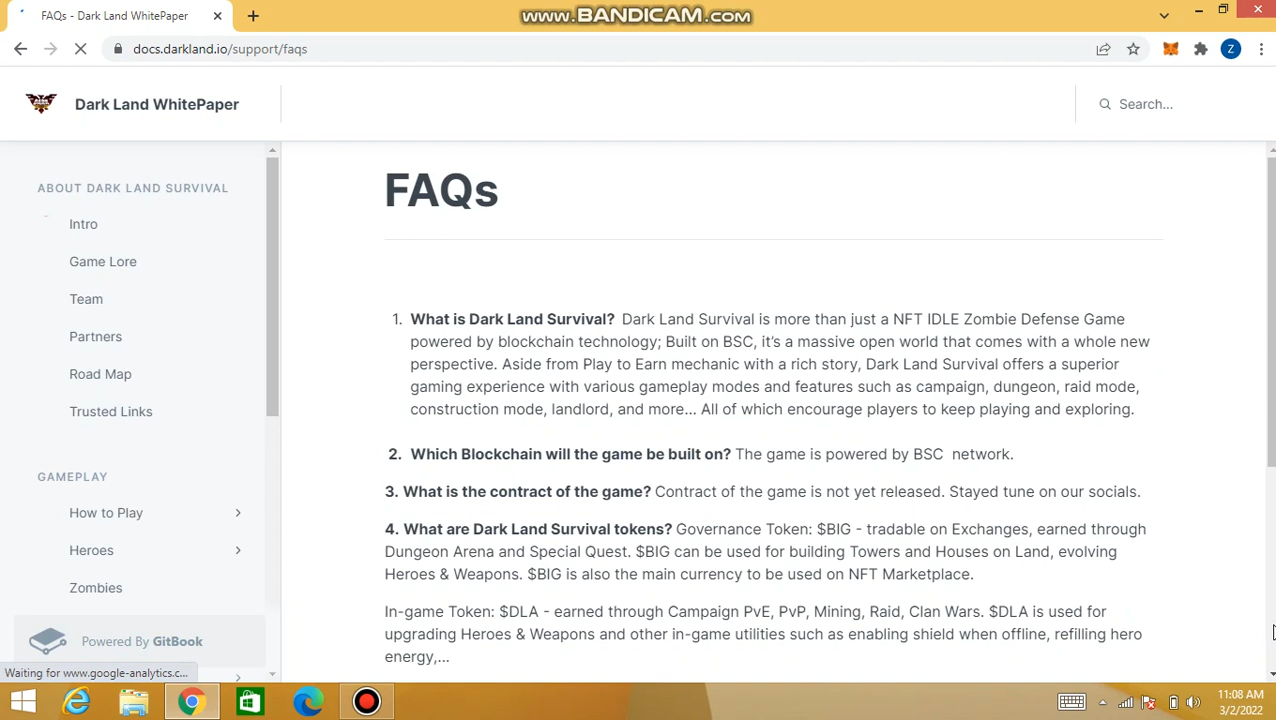 FAQs - Dark Land WhitePaper
www.BANDICAM.com
docs.darkland.io/support/faqs
Z
Dark Land WhitePaper
Search...
ABOUT DARK LAND SURVIVAL
Intro
Game Lore
Team
Partners
Road Map
Trusted Links
GAMEPLAY
How to Play
Heroes
Zombies
Powered By GitBook
FAQs
1. What is Dark Land Survival? Dark Land Survival is more than just a NFT IDLE Zombie Defense Game
powered by blockchain technology; Built on BSC, it’s a massive open world that comes with a whole new
perspective. Aside from Play to Earn mechanic with a rich story, Dark Land Survival offers a superior
gaming experience with various gameplay modes and features such as campaign, dungeon, raid mode,
construction mode, landlord, and more... All of which encourage players to keep playing and exploring.
2. Which Blockchain will the game be built on? The game is powered by BSC network.
3. What is the contract of the game? Contract of the game is not yet released. Stayed tune on our socials.
4. What are Dark Land Survival tokens? Governance Token: $BIG - tradable on Exchanges, earned through
Dungeon Arena and Special Quest. $BIG can be used for building Towers and Houses on Land, evolving
Heroes & Weapons. $BIG is also the main currency to be used on NFT Marketplace.
In-game Token: $DLA - earned through Campaign PvE, PvP, Mining, Raid, Clan Wars. $DLA is used for
upgrading Heroes & Weapons and other in-game utilities such as enabling shield when offline, refilling hero
energy,...
Waiting for www.google-analytics.c...
11:08 AM
3/2/2022